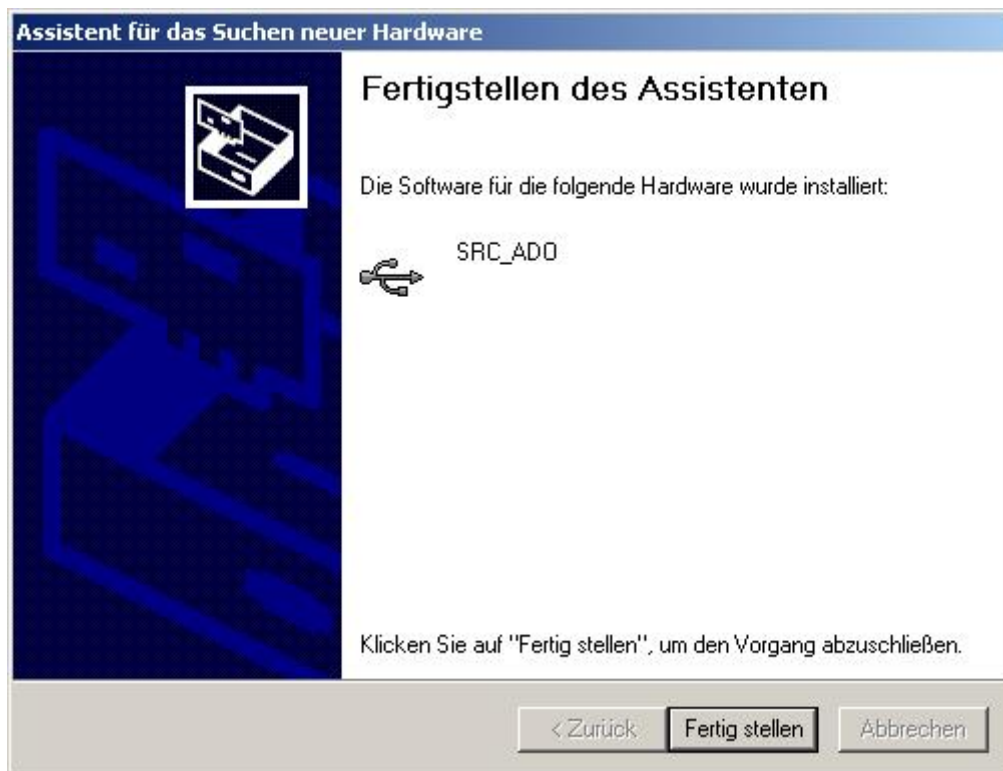 Assistent für das Suchen neuer Hardware
Fertigstellen des Assistenten
Die Software für die folgende Hardware wurde installiert:
SRC_ADO
Klicken Sie auf "Fertig stellen", um den Vorgang abzuschließen.
< Zurück
Fertig stellen
Abbrechen